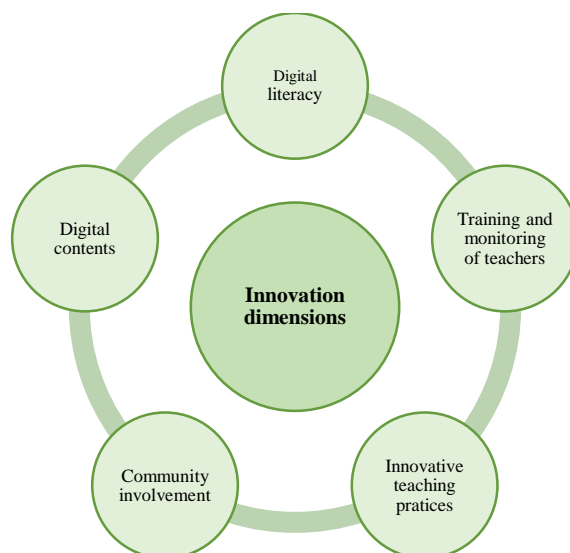 Digital
literacy
Training and
monitoring
of teachers
Innovative
teaching
pratices
Community
involvement
Digital
contents
Innovation
dimensions